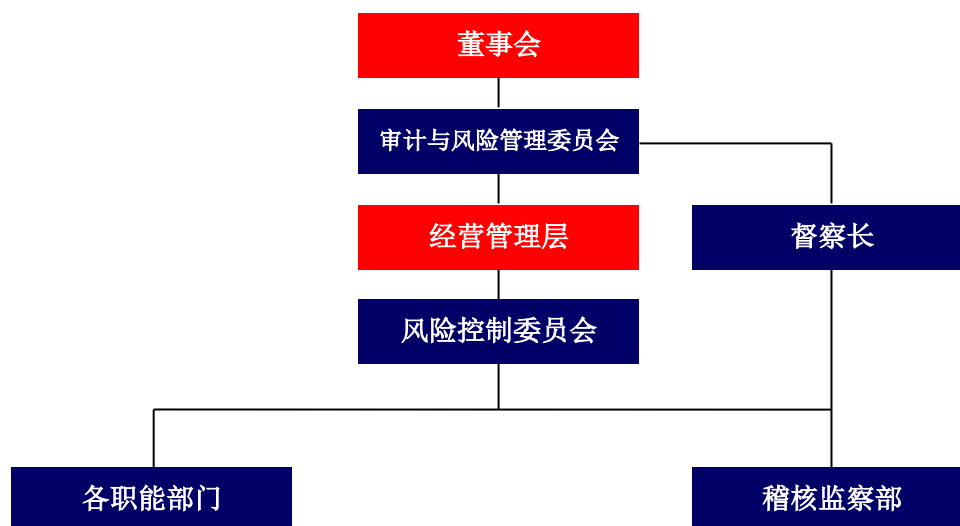 董事会
审计与风险管理委员会
经营管理层
督察长
风险控制委员会
各职能部门
稽核监察部